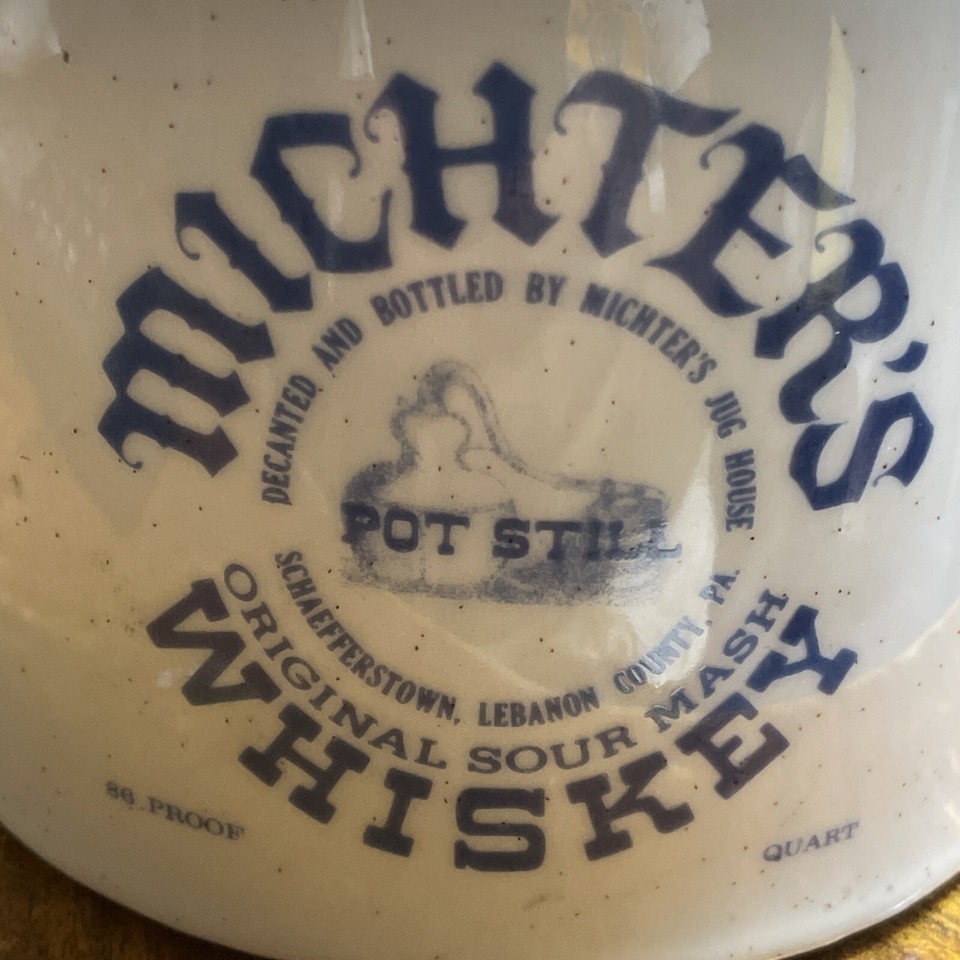 MICHTER'S
DECANTED AND BOTTLED BY MICHTER'S JUG HOUSE
POT STILL
SCHAEFFERSTOWN, LEBANON COUNTY, PA.
ORIGINAL SOUR MASH
WHISKEY
86 PROOF
QUART